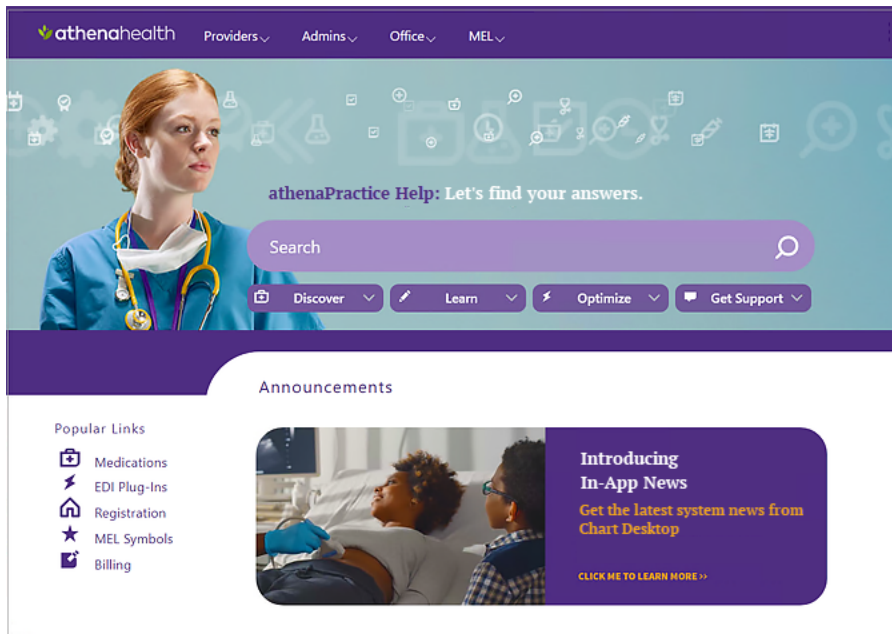 athenahealth
Providers
Admins
Office
MEL
athenaPractice Help: Let's find your answers.
Search
Discover
Learn
Optimize
Get Support
Announcements
Popular Links
Medications
EDI Plug-Ins
Registration
MEL Symbols
Billing
Introducing
In-App News
Get the latest system news from
Chart Desktop
CLICK ME TO LEARN MORE >>